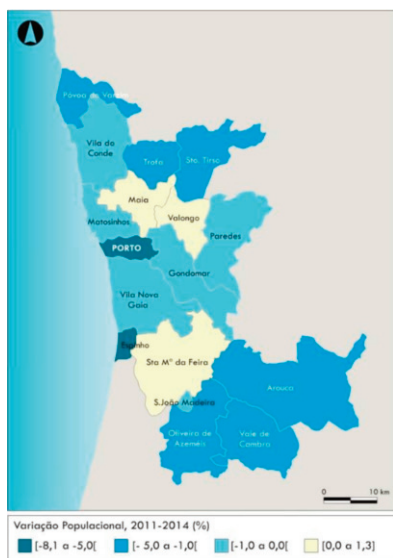 Póvoa de Varzim
Vila do
Conde
Trofa
Sto. Tirso
Maia
Valongo
Matosinhos
Paredes
PORTO
Gondomar
Vila Nova
Gaia
Espinho
Sta Mª da Feira
Arouca
S.João Madeira
Oliveira de
Azeméis
Vale de
Cambra
0 10 km
Variação Populacional, 2011-2014 (%)
[-8,1 a -5,0[ [- 5,0 a -1,0[ [-1,0 a 0,0[ [0,0 a 1,3]